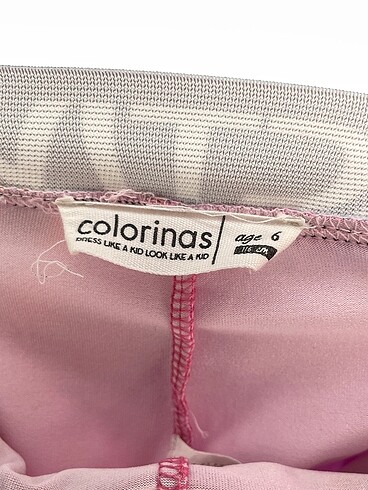 colorinas
DRESS LIKE A KID LOOK LIKE A KID
age 6
116 cm